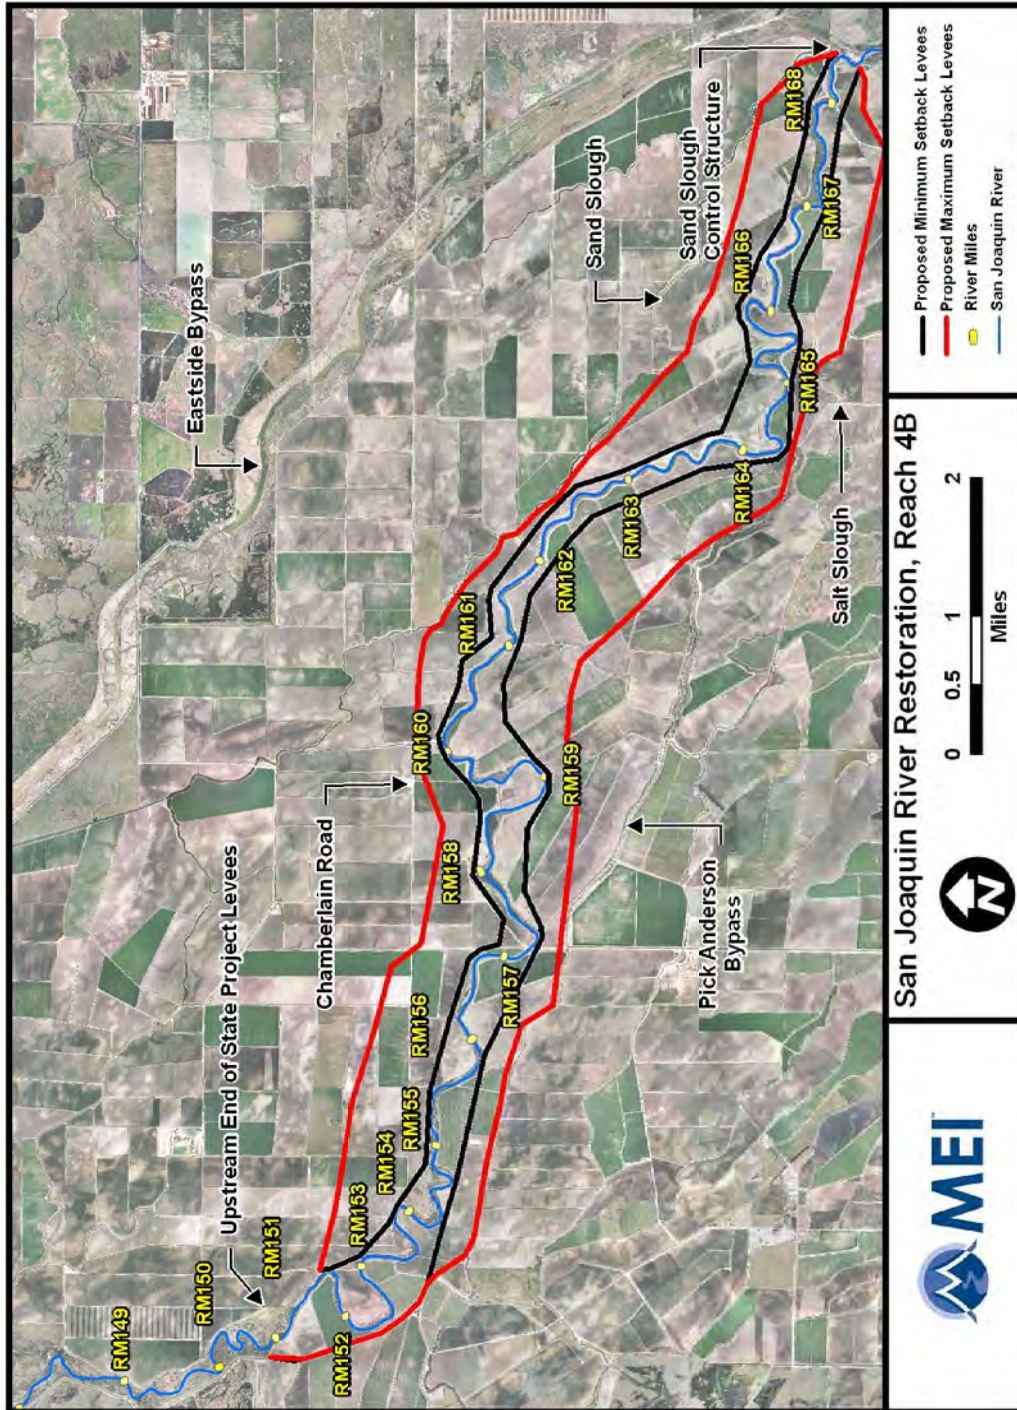 RM149
RM150
RM151
Upstream End of State Project Levees
RM152
RM153
RM154
RM155
RM156
RM157
RM158
Chamberlain Road
RM159
RM160
RM161
RM162
RM163
RM164
RM165
RM166
RM167
RM168
Eastside Bypass
Sand Slough
Sand Slough
Control Structure
Pick Anderson
Bypass
Salt Slough
MEI
San Joaquin River Restoration, Reach 4B
N
0 0.5 1 2
Miles
Proposed Minimum Setback Levees
Proposed Maximum Setback Levees
River Miles
San Joaquin River